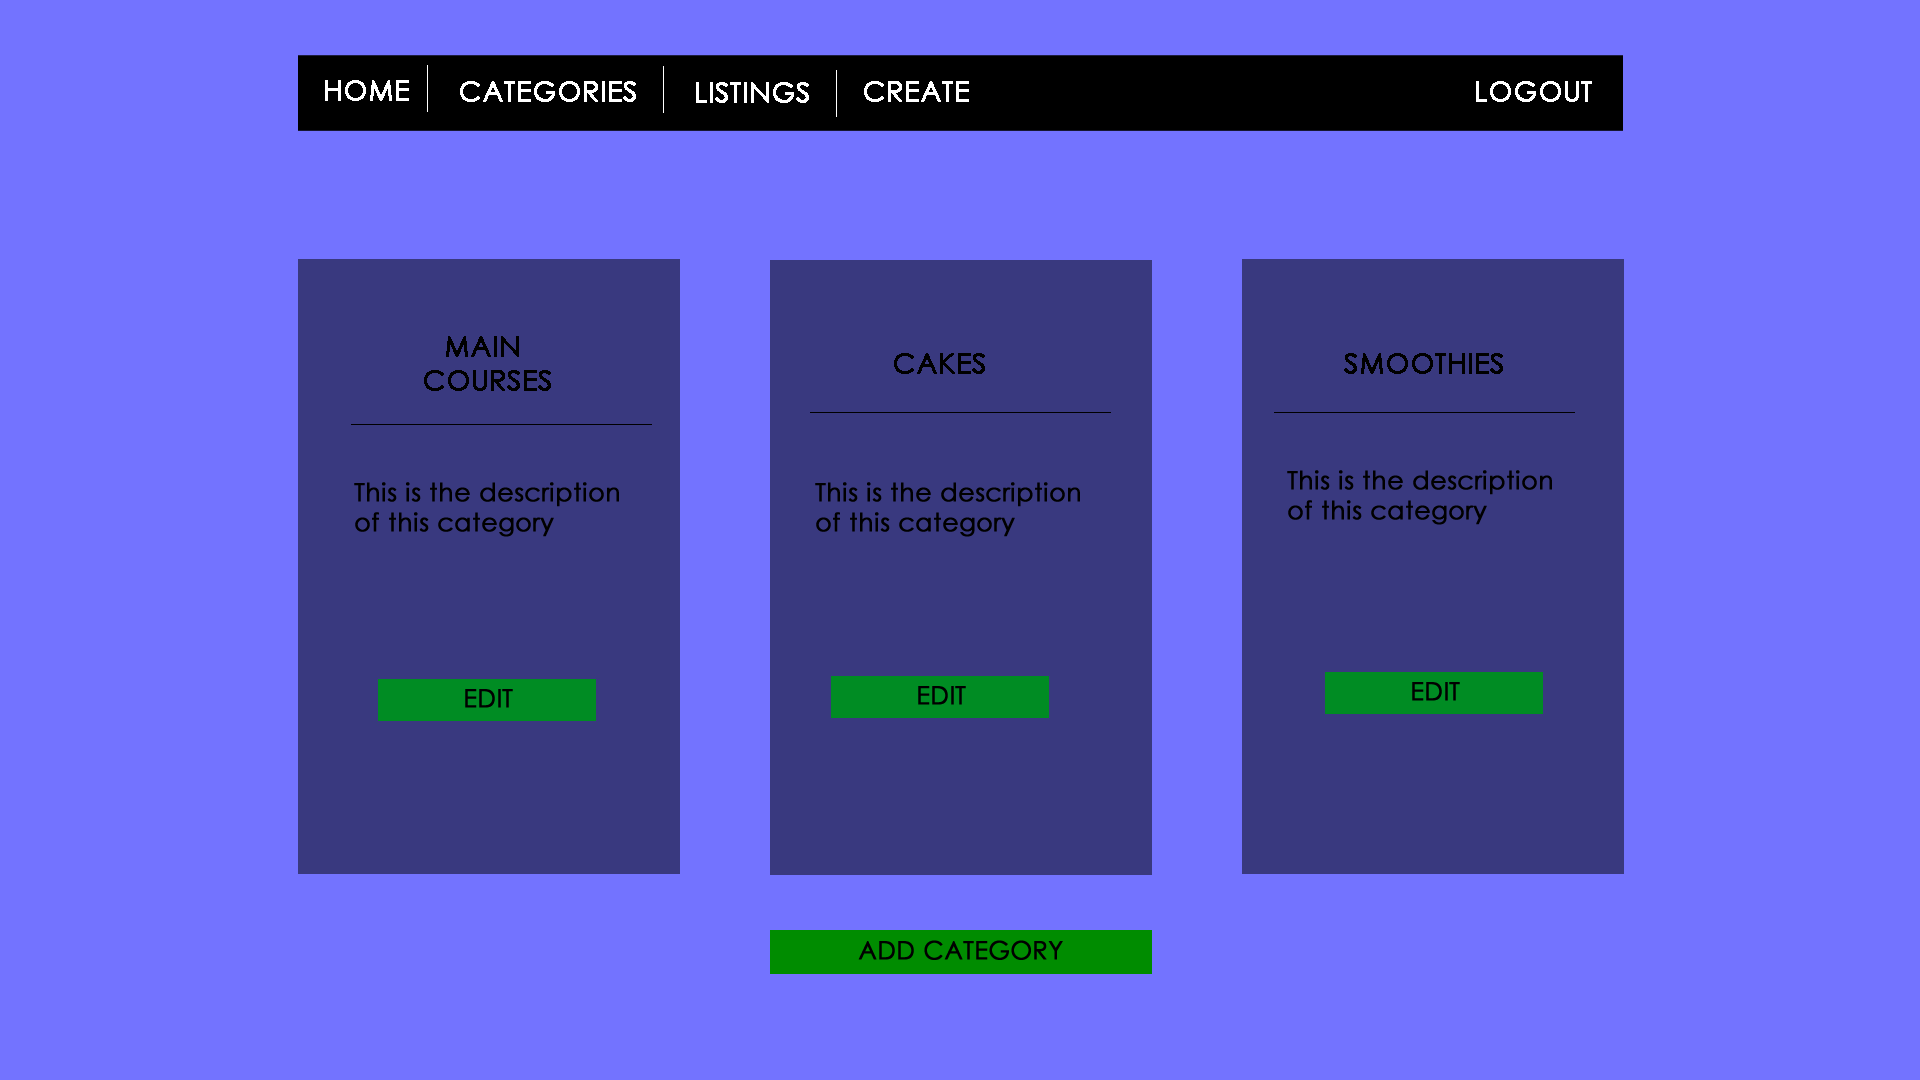 HOME CATEGORIES LISTINGS CREATE LOGOUT
MAIN
COURSES
This is the description
of this category
EDIT
CAKES
This is the description
of this category
EDIT
SMOOTHIES
This is the description
of this category
EDIT
ADD CATEGORY